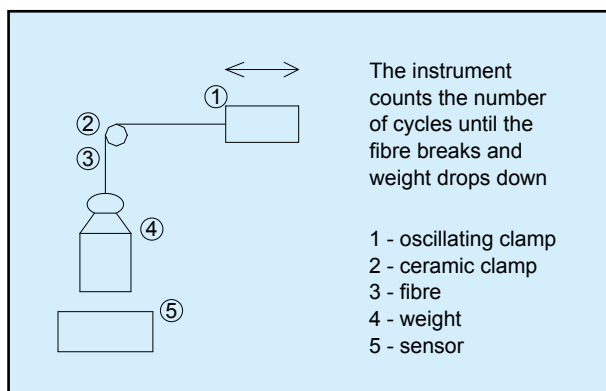 1
2
3
4
5
The instrument
counts the number
of cycles until the
fibre breaks and
weight drops down
1 - oscillating clamp
2 - ceramic clamp
3 - fibre
4 - weight
5 - sensor